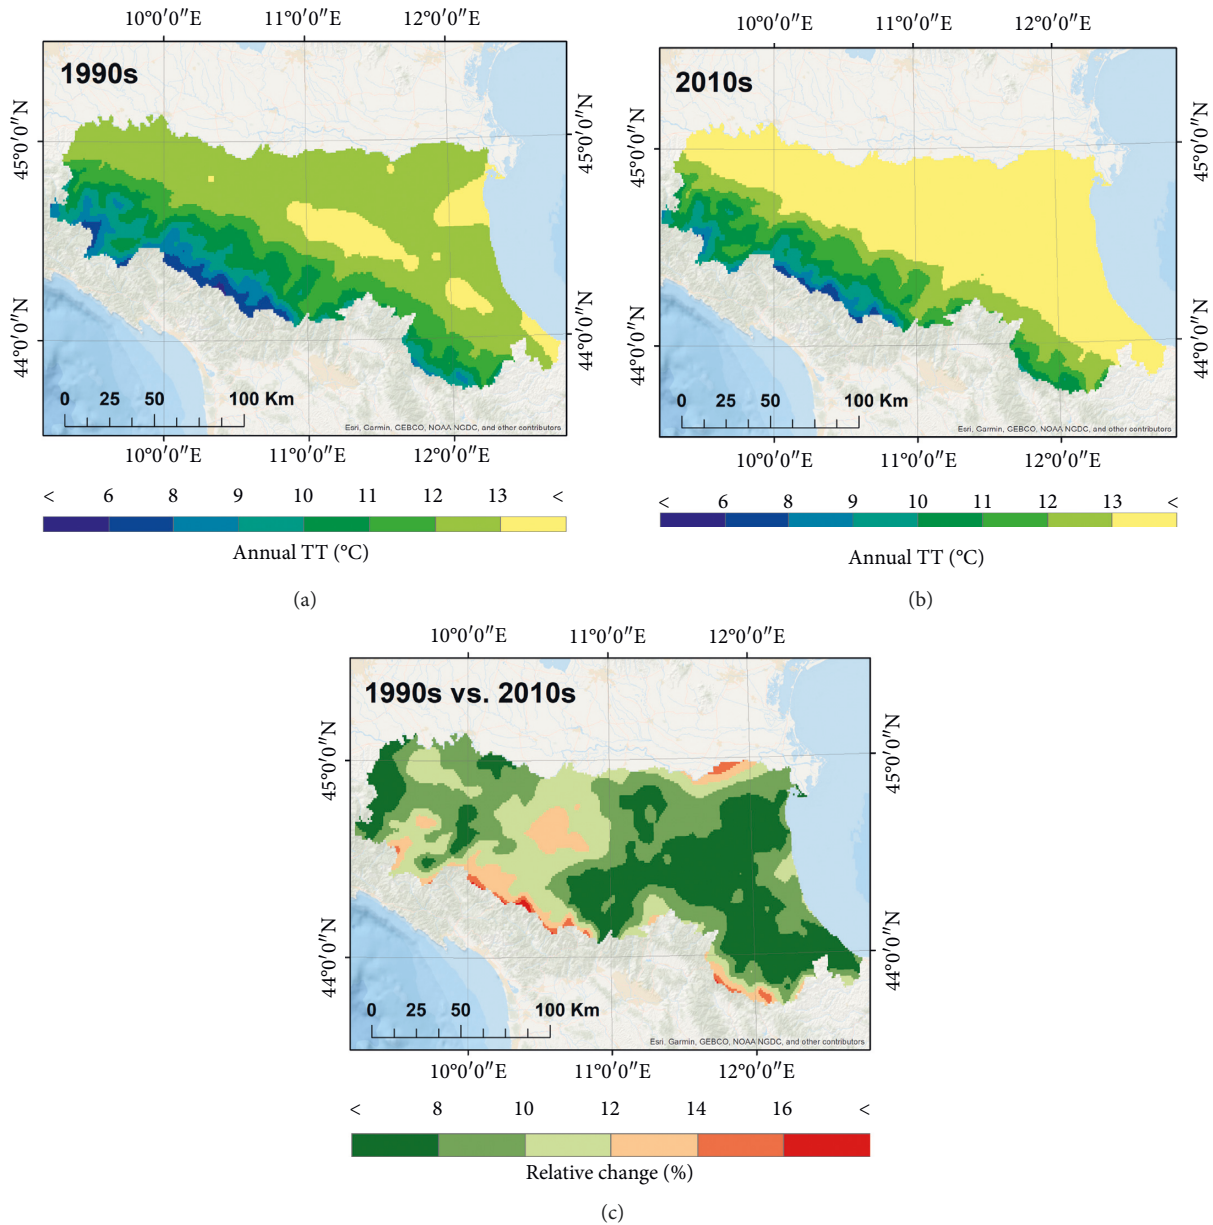 10°0′0″E 11°0′0″E 12°0′0″E
1990s
45°0′0″N
45°0′0″N
44°0′0″N
44°0′0″N
0 25 50 100 Km
Esri, Garmin, GEBCO, NOAA NGDC, and other contributors
10°0′0″E 11°0′0″E 12°0′0″E
< 6 8 9 10 11 12 13 <
Annual TT (°C)
(a)
10°0′0″E 11°0′0″E 12°0′0″E
2010s
45°0′0″N
45°0′0″N
44°0′0″N
44°0′0″N
0 25 50 100 Km
Esri, Garmin, GEBCO, NOAA NGDC, and other contributors
10°0′0″E 11°0′0″E 12°0′0″E
< 6 8 9 10 11 12 13 <
Annual TT (°C)
(b)
10°0′0″E 11°0′0″E 12°0′0″E
1990s vs. 2010s
45°0′0″N
45°0′0″N
44°0′0″N
44°0′0″N
0 25 50 100 Km
Esri, Garmin, GEBCO, NOAA NGDC, and other contributors
10°0′0″E 11°0′0″E 12°0′0″E
< 8 10 12 14 16 <
Relative change (%)
(c)